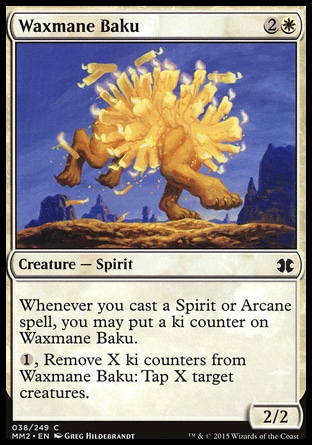 Waxmane Baku 2
Creature — Spirit
Whenever you cast a Spirit or Arcane
spell, you may put a ki counter on
Waxmane Baku.
1, Remove X ki counters from
Waxmane Baku: Tap X target
creatures.
2/2
038/249 C
MM2 • EN Greg Hildebrandt ™ & © 2015 Wizards of the Coast